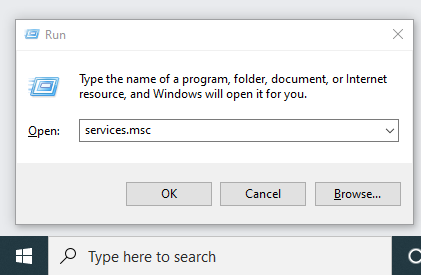 Run
Type the name of a program, folder, document, or Internet
resource, and Windows will open it for you.
Open: services.msc
OK Cancel Browse...
Type here to search